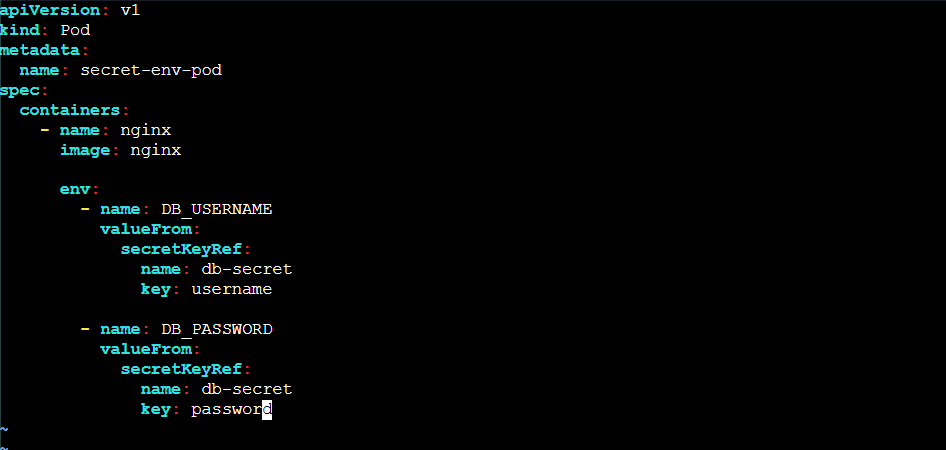 apiVersion: v1
kind: Pod
metadata:
  name: secret-env-pod
spec:
  containers:
    - name: nginx
      image: nginx

      env:
        - name: DB_USERNAME
          valueFrom:
            secretKeyRef:
              name: db-secret
              key: username

        - name: DB_PASSWORD
          valueFrom:
            secretKeyRef:
              name: db-secret
              key: password
~
~